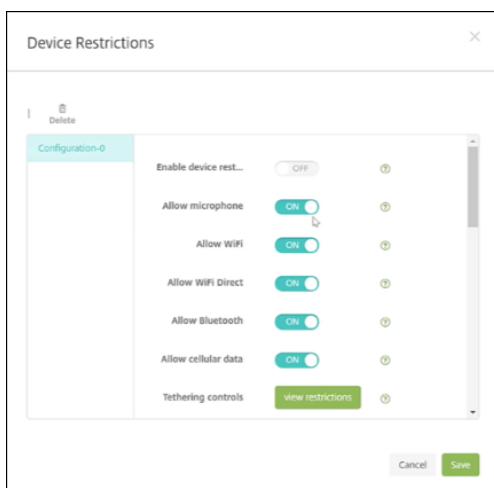 Device Restrictions
Delete
Configuration-0
Enable device rest... OFF
Allow microphone ON
Allow WiFi ON
Allow WiFi Direct ON
Allow Bluetooth ON
Allow cellular data ON
Tethering controls view restrictions
Cancel Save